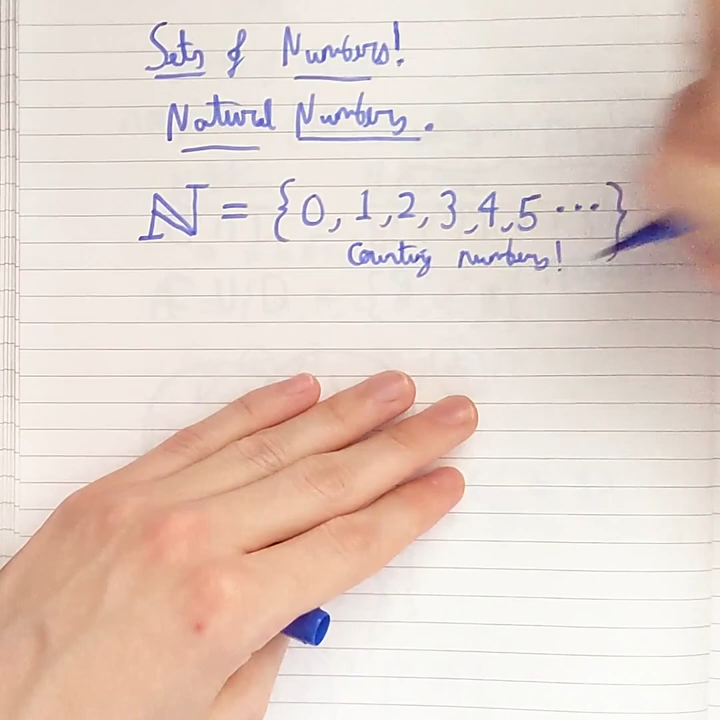 Sets of Numbers!
Natural Numbers.
ℕ = {0, 1, 2, 3, 4, 5 ...}
Counting numbers!